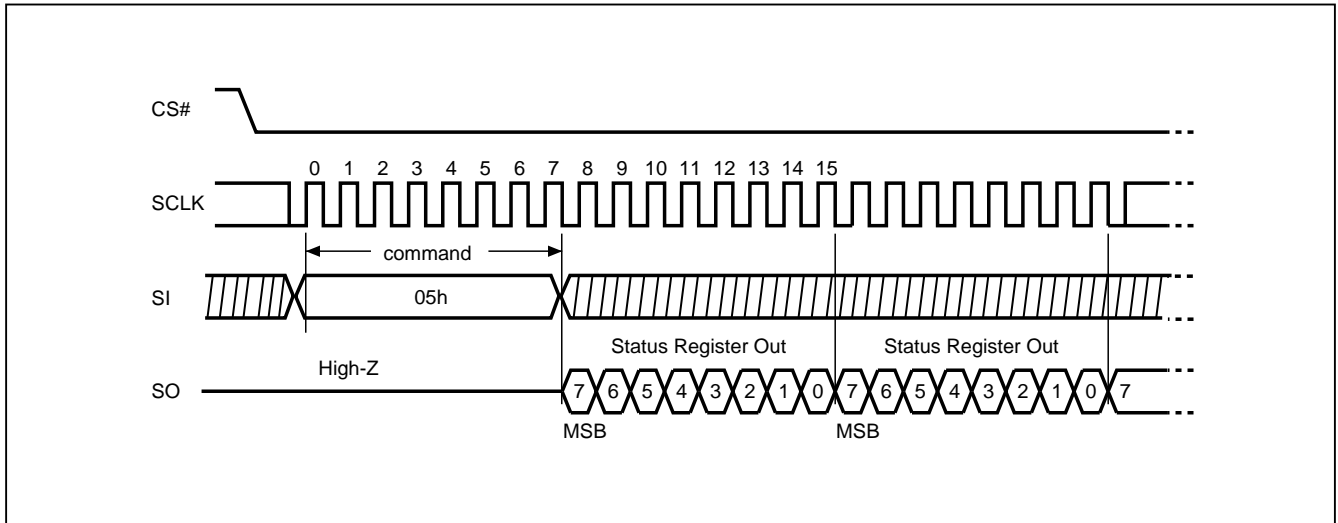 CS#
0 1 2 3 4 5 6 7 8 9 10 11 12 13 14 15
SCLK
command
SI
05h
Status Register Out Status Register Out
High-Z
SO
7 6 5 4 3 2 1 0 7 6 5 4 3 2 1 0 7
MSB MSB